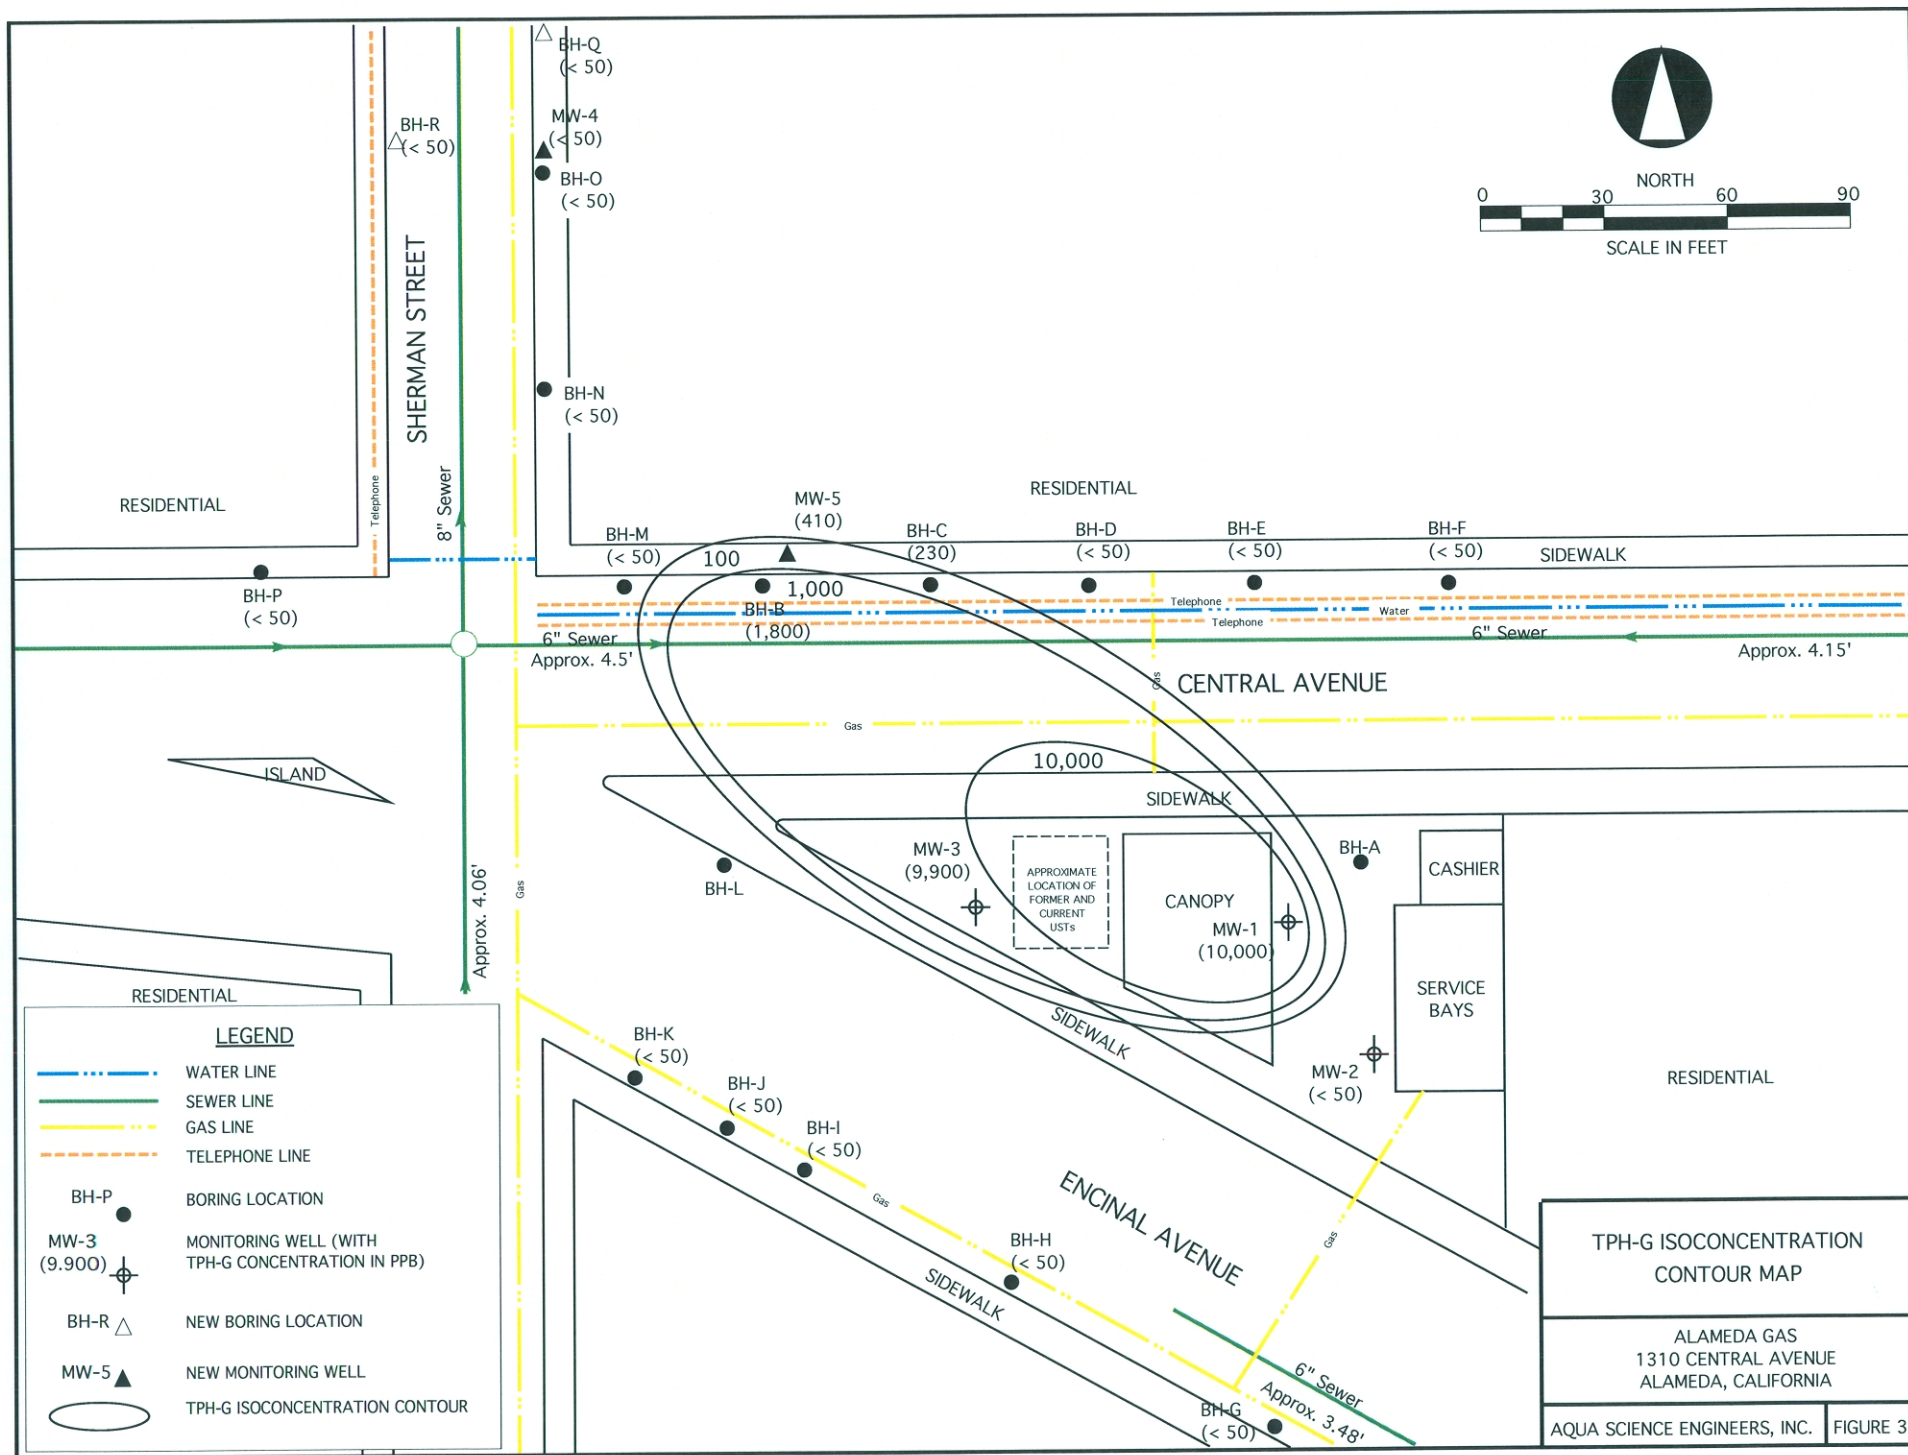 BH-Q
(< 50)
MW-4
(< 50)
BH-R
(< 50)
BH-O
(< 50)
NORTH
0 30 60 90
SCALE IN FEET
SHERMAN STREET
BH-N
(< 50)
8" Sewer
Telephone
RESIDENTIAL
RESIDENTIAL
MW-5
(410)
BH-M
(< 50)
100
BH-C
(230)
BH-D
(< 50)
BH-E
(< 50)
BH-F
(< 50)
SIDEWALK
BH-P
(< 50)
1,000
BH-B
(1,800)
Telephone
Water
Telephone
6" Sewer
Approx. 4.5'
6" Sewer
Approx. 4.15'
Gas
CENTRAL AVENUE
Gas
10,000
ISLAND
SIDEWALK
MW-3
(9,900)
APPROXIMATE
LOCATION OF
FORMER AND
CURRENT
USTs
CANOPY
BH-A
CASHIER
BH-L
Gas
Approx. 4.06'
MW-1
(10,000)
SERVICE
BAYS
SIDEWALK
RESIDENTIAL
MW-2
(< 50)
RESIDENTIAL
BH-K
(< 50)
BH-J
(< 50)
BH-I
(< 50)
Gas
ENCINAL AVENUE
Gas
BH-H
(< 50)
SIDEWALK
6" Sewer
Approx. 3.48'
BH-G
(< 50)
LEGEND
WATER LINE
SEWER LINE
GAS LINE
TELEPHONE LINE
BH-P BORING LOCATION
MW-3
(9.900)
MONITORING WELL (WITH
TPH-G CONCENTRATION IN PPB)
BH-R NEW BORING LOCATION
MW-5 NEW MONITORING WELL
TPH-G ISOCONCENTRATION CONTOUR
TPH-G ISOCONCENTRATION
CONTOUR MAP
ALAMEDA GAS
1310 CENTRAL AVENUE
ALAMEDA, CALIFORNIA
AQUA SCIENCE ENGINEERS, INC.
FIGURE 3